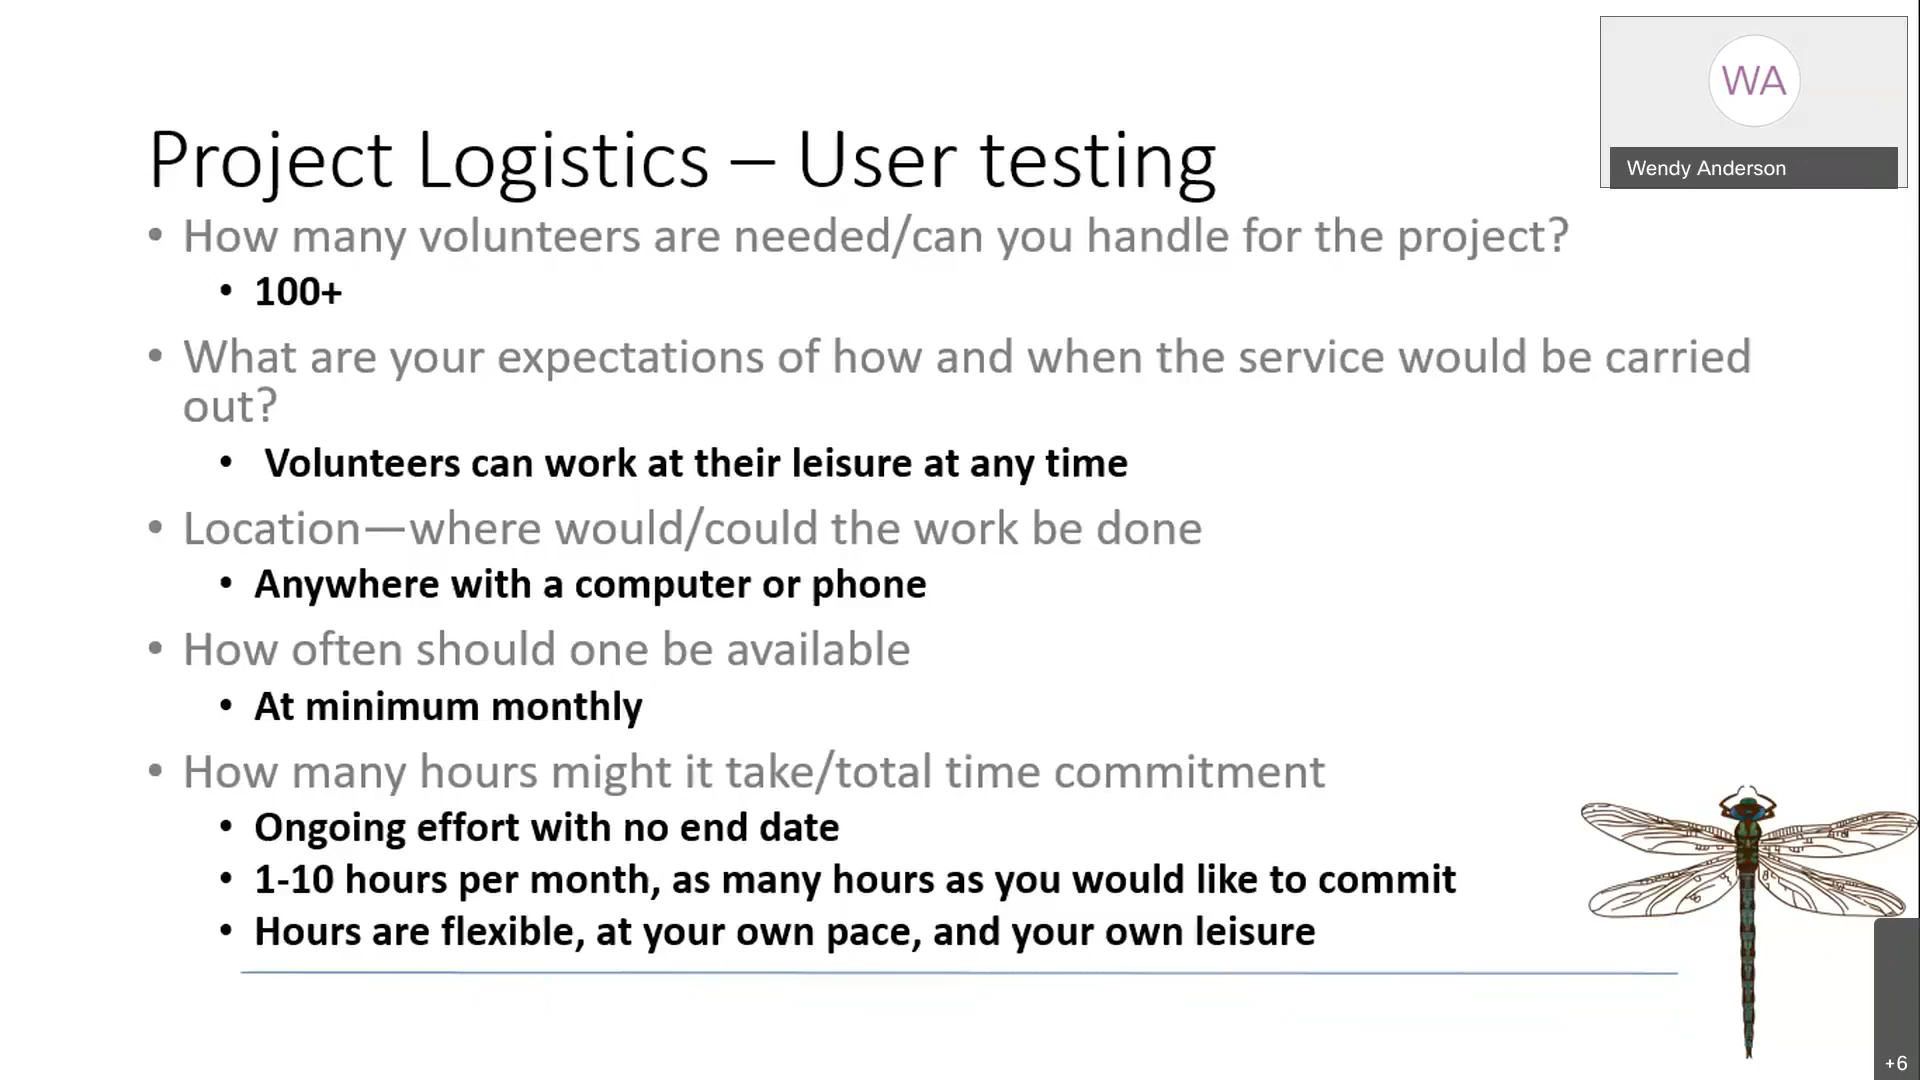 WA
Wendy Anderson
Project Logistics – User testing
• How many volunteers are needed/can you handle for the project?
• 100+
• What are your expectations of how and when the service would be carried
out?
• Volunteers can work at their leisure at any time
• Location—where would/could the work be done
• Anywhere with a computer or phone
• How often should one be available
• At minimum monthly
• How many hours might it take/total time commitment
• Ongoing effort with no end date
• 1-10 hours per month, as many hours as you would like to commit
• Hours are flexible, at your own pace, and your own leisure
+6